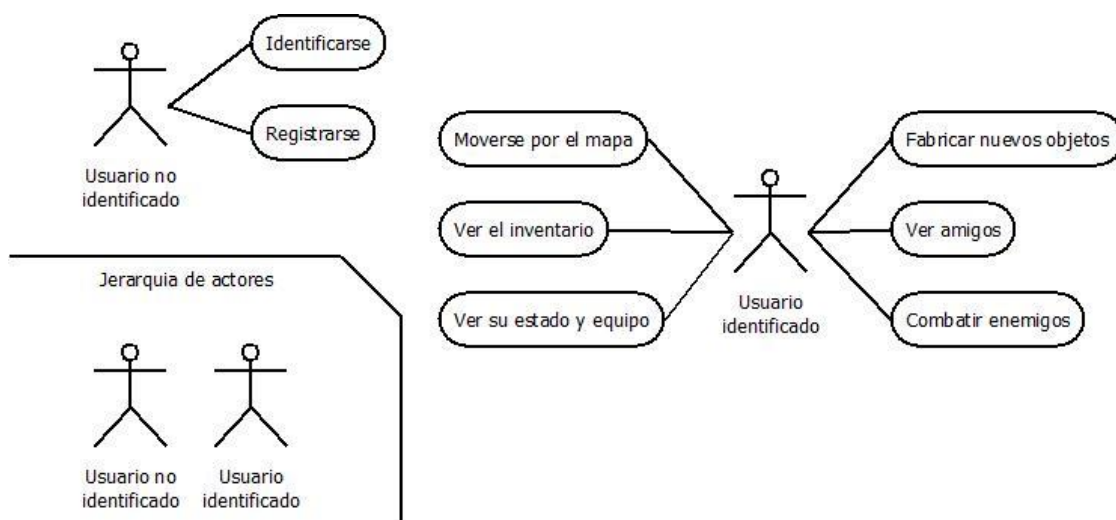 Identificarse
Registrarse
Usuario no
identificado
Moverse por el mapa
Ver el inventario
Ver su estado y equipo
Usuario
identificado
Fabricar nuevos objetos
Ver amigos
Combatir enemigos
Jerarquia de actores
Usuario no
identificado
Usuario
identificado